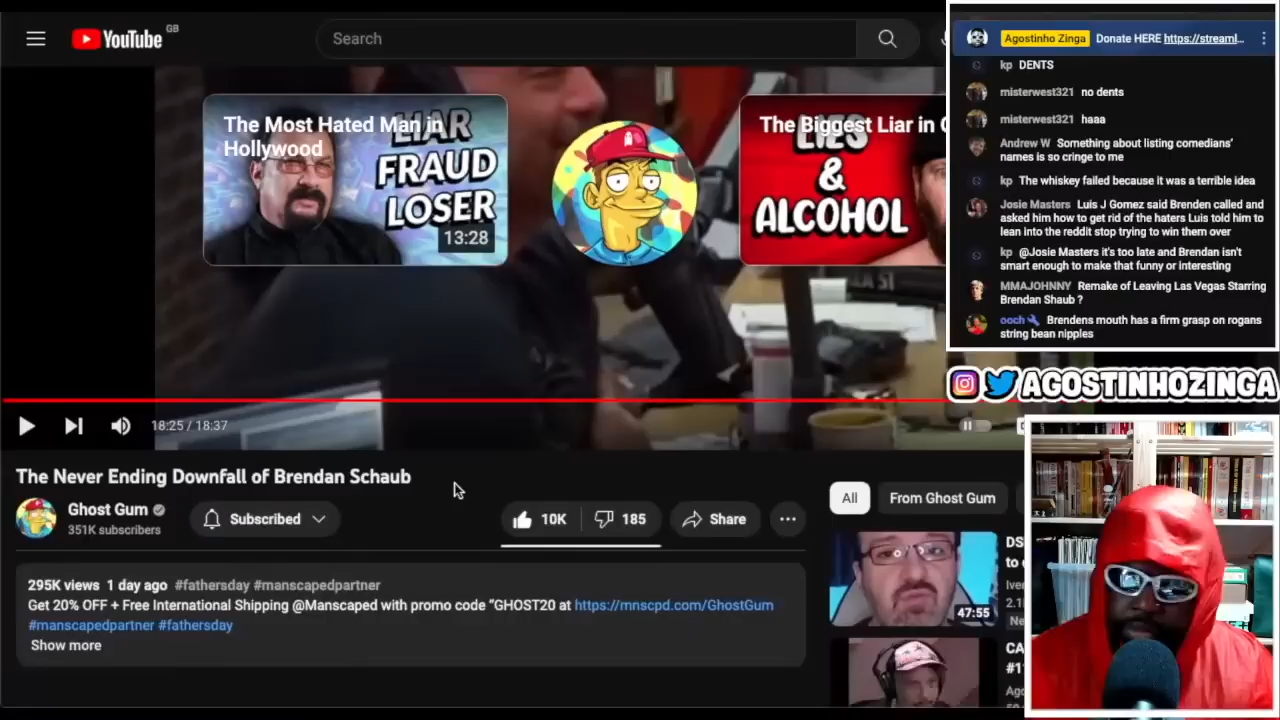 YouTube GB
Search
The Most Hated Man in
Hollywood
LIAR
FRAUD
LOSER
13:28
The Biggest Liar in
LIES
&
ALCOHOL
18:25 / 18:37
The Never Ending Downfall of Brendan Schaub
Ghost Gum
351K subscribers
Subscribed
10K
185
Share
295K views 1 day ago #fathersday #manscapedpartner
Get 20% OFF + Free International Shipping @Manscaped with promo code "GHOST20 at https://mnscpd.com/GhostGum
#manscapedpartner #fathersday
Show more
All
From Ghost Gum
47:55
Agostinho Zinga Donate HERE https://streaml...
kp DENTS
misterwest321 no dents
misterwest321 haaa
Andrew W Something about listing comedians'
names is so cringe to me
kp The whiskey failed because it was a terrible idea
Josie Masters Luis J Gomez said Brenden called and
asked him how to get rid of the haters Luis told him to
lean into the reddit stop trying to win them over
kp @Josie Masters it's too late and Brendan isn't
smart enough to make that funny or interesting
MMAJOHNNY Remake of Leaving Las Vegas Starring
Brendan Shaub ?
ooch Brendens mouth has a firm grasp on rogans
string bean nipples
AGOSTINHOZINGA